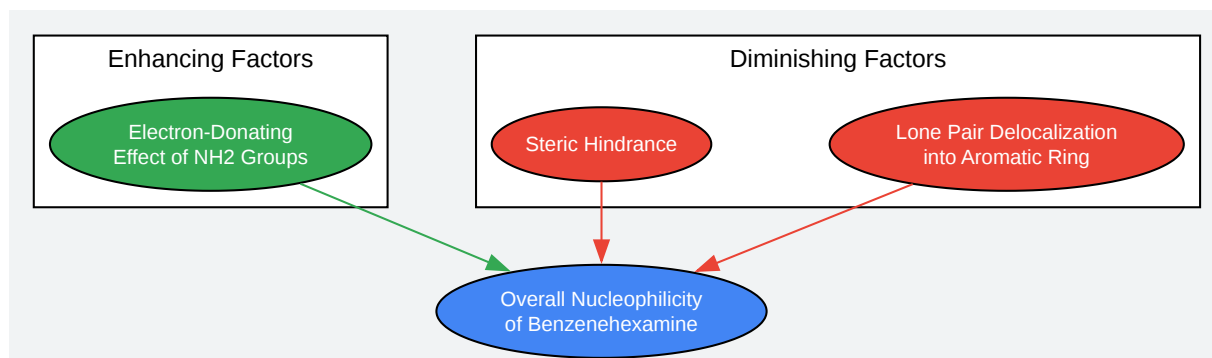 Enhancing Factors
Diminishing Factors
Electron-Donating
Effect of NH2 Groups
Steric Hindrance
Lone Pair Delocalization
into Aromatic Ring
Overall Nucleophilicity
of Benzenehexamine